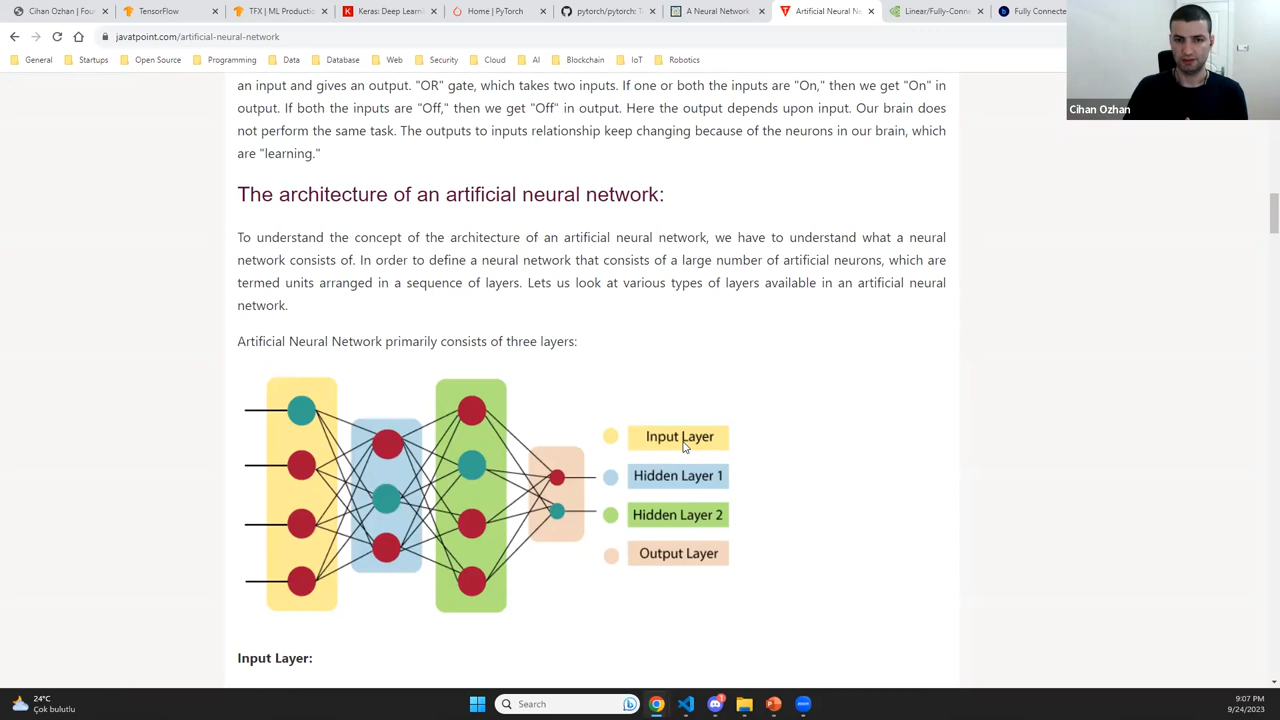 Cihan Ozhan | Foun
TensorFlow
TFX | ML Production
Keras: Deep Learni
Home | PyTorch
pytorch/pytorch: T
A Neural Network
Artificial Neural N
Linear/Fully-Conne
Fully Connecte
javatpoint.com/artificial-neural-network
General
Startups
Open Source
Programming
Data
Database
Web
Security
Cloud
AI
Blockchain
IoT
Robotics
Cihan Ozhan
an input and gives an output. "OR" gate, which takes two inputs. If one or both the inputs are "On," then we get "On" in
output. If both the inputs are "Off," then we get "Off" in output. Here the output depends upon input. Our brain does
not perform the same task. The outputs to inputs relationship keep changing because of the neurons in our brain, which
are "learning."
The architecture of an artificial neural network:
To understand the concept of the architecture of an artificial neural network, we have to understand what a neural
network consists of. In order to define a neural network that consists of a large number of artificial neurons, which are
termed units arranged in a sequence of layers. Lets us look at various types of layers available in an artificial neural
network.
Artificial Neural Network primarily consists of three layers:
Input Layer
Hidden Layer 1
Hidden Layer 2
Output Layer
Input Layer:
24°C
Çok bulutlu
Search
9:07 PM
9/24/2023